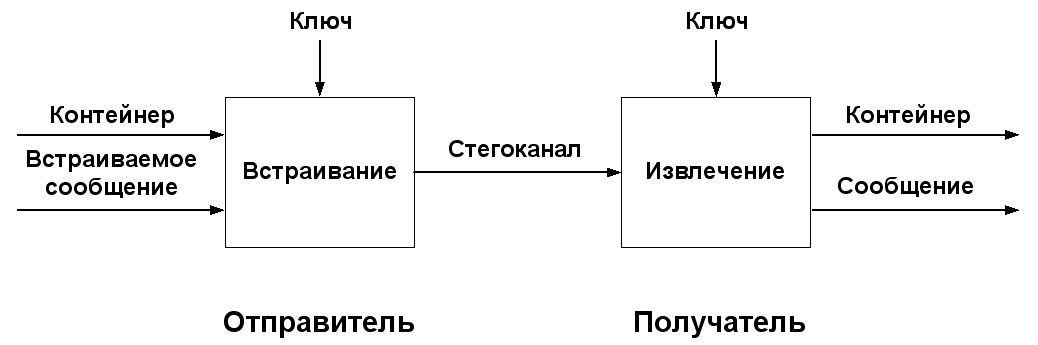 Ключ
Ключ
Контейнер
Встраиваемое
сообщение
Встраивание
Стегоканал
Извлечение
Контейнер
Сообщение
Отправитель
Получатель